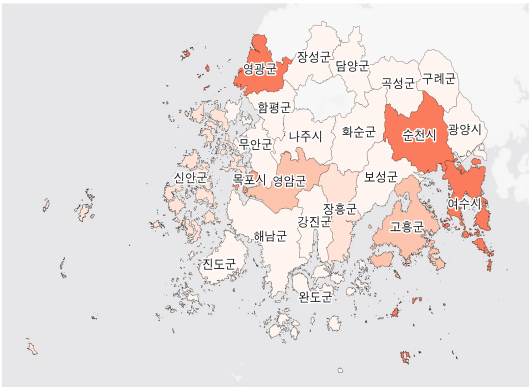 장성군
담양군
영광군
곡성군
구례군
함평군
나주시
화순군
순천시
광양시
무안군
신안군
목포시
영암군
보성군
여수시
장흥군
강진군
고흥군
해남군
진도군
완도군